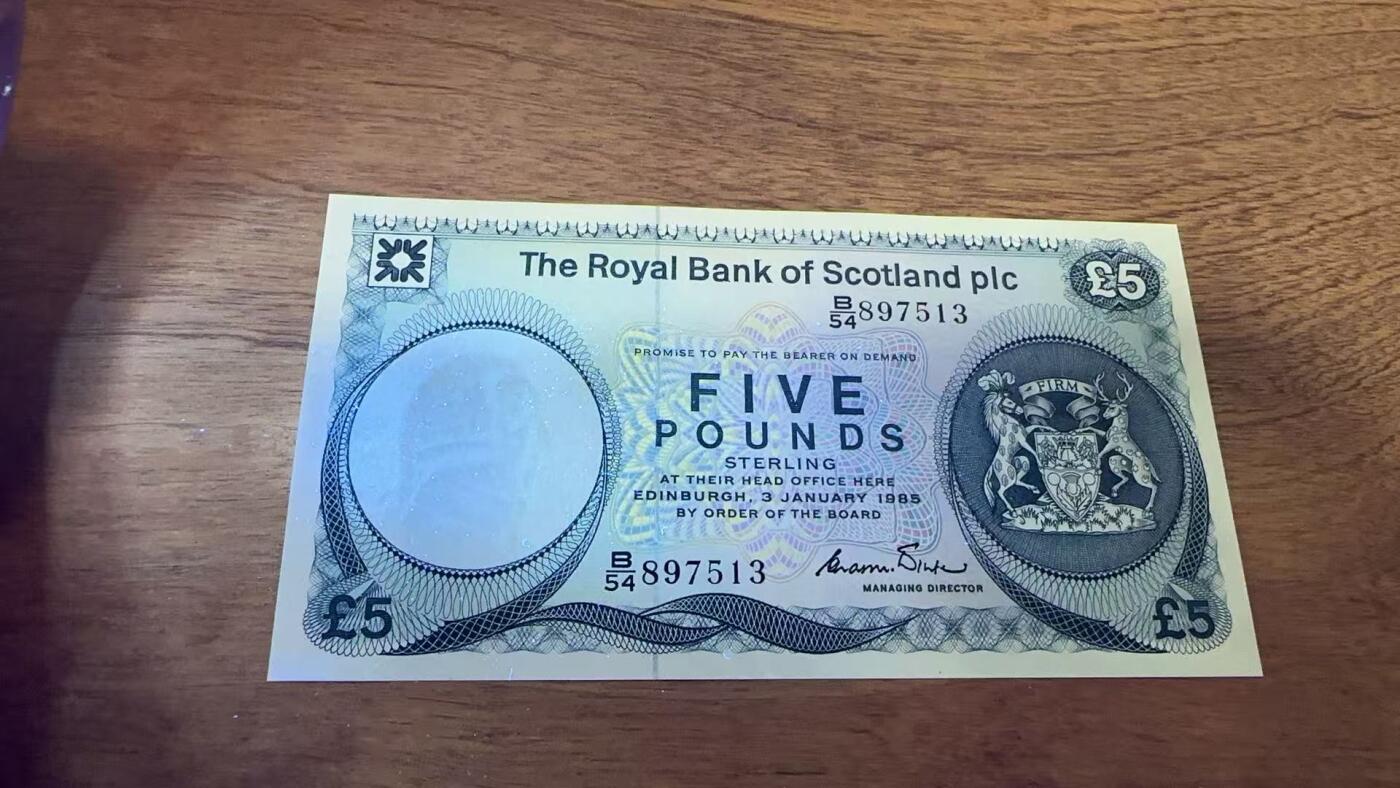 The Royal Bank of Scotland plc
£5
B/54 897513
PROMISE TO PAY THE BEARER ON DEMAND
FIVE
POUNDS
STERLING
AT THEIR HEAD OFFICE HERE
EDINBURGH, 3 JANUARY 1985
BY ORDER OF THE BOARD
FIRM
B/54 897513
MANAGING DIRECTOR
£5
£5